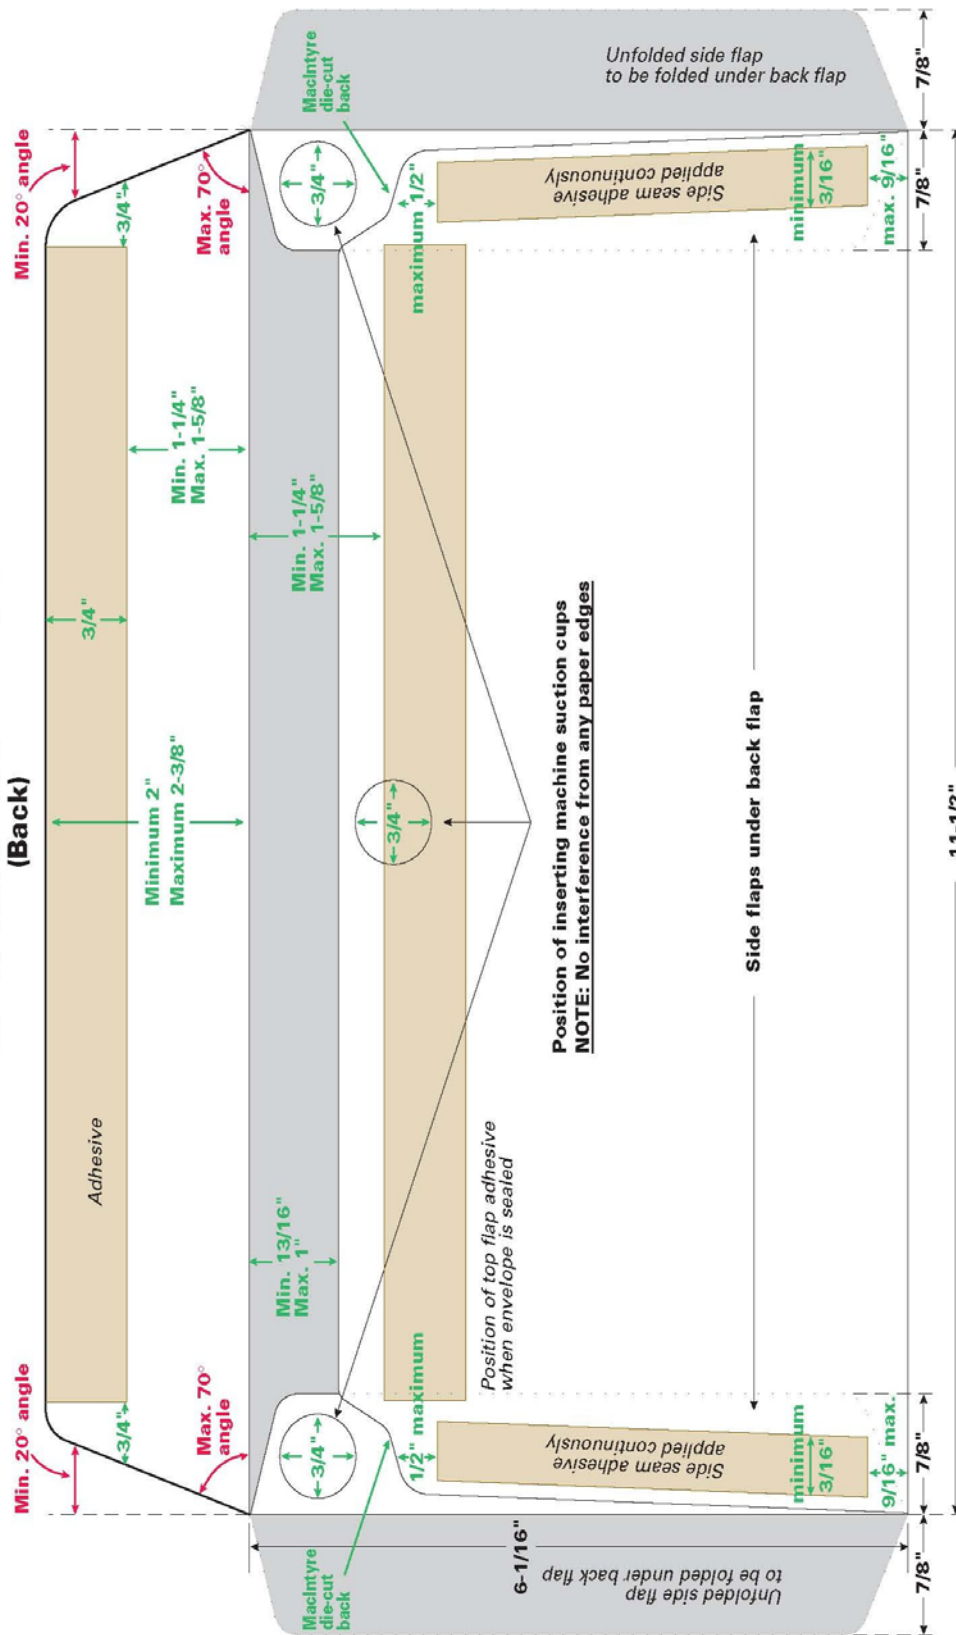 (Back)
Min. 20° angle
Min. 20° angle
Adhesive
3/4"
3/4"
3/4"
Minimum 2"
Maximum 2-3/8"
Min. 1-1/4"
Max. 1-5/8"
Max. 70°
angle
Max. 70°
angle
MacIntyre
die-cut
back
MacIntyre
die-cut
back
3/4"
3/4"
Min. 13/16"
Max. 1"
Min. 1-1/4"
Max. 1-5/8"
3/4"
1/2" maximum
maximum 1/2"
Position of top flap adhesive
when envelope is sealed
Position of inserting machine suction cups
NOTE: No interference from any paper edges
6-1/16"
Unfolded side flap
to be folded under back flap
Unfolded side flap
to be folded under back flap
Side seam adhesive
applied continuously
Side seam adhesive
applied continuously
Side flaps under back flap
minimum
3/16"
minimum
3/16"
9/16" max.
max. 9/16"
7/8"
7/8"
7/8"
7/8"